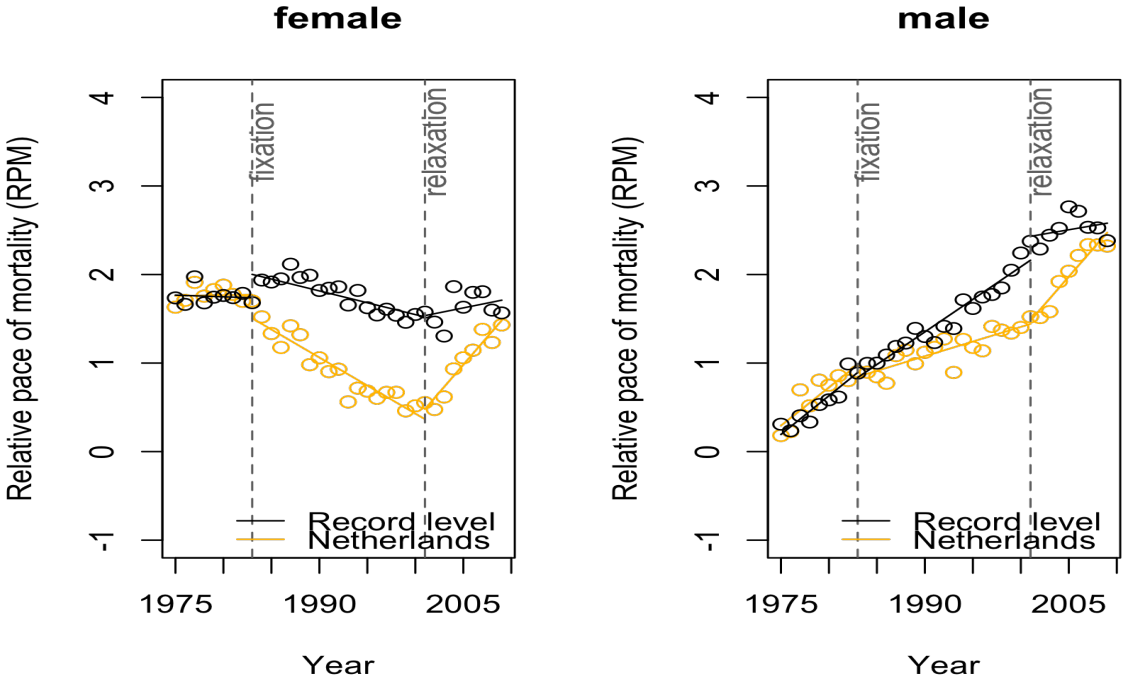 female
Relative pace of mortality (RPM)
4
3
2
1
0
-1
fixation
relaxation
Record level
Netherlands
1975
1990
2005
Year
male
Relative pace of mortality (RPM)
4
3
2
1
0
-1
fixation
relaxation
Record level
Netherlands
1975
1990
2005
Year